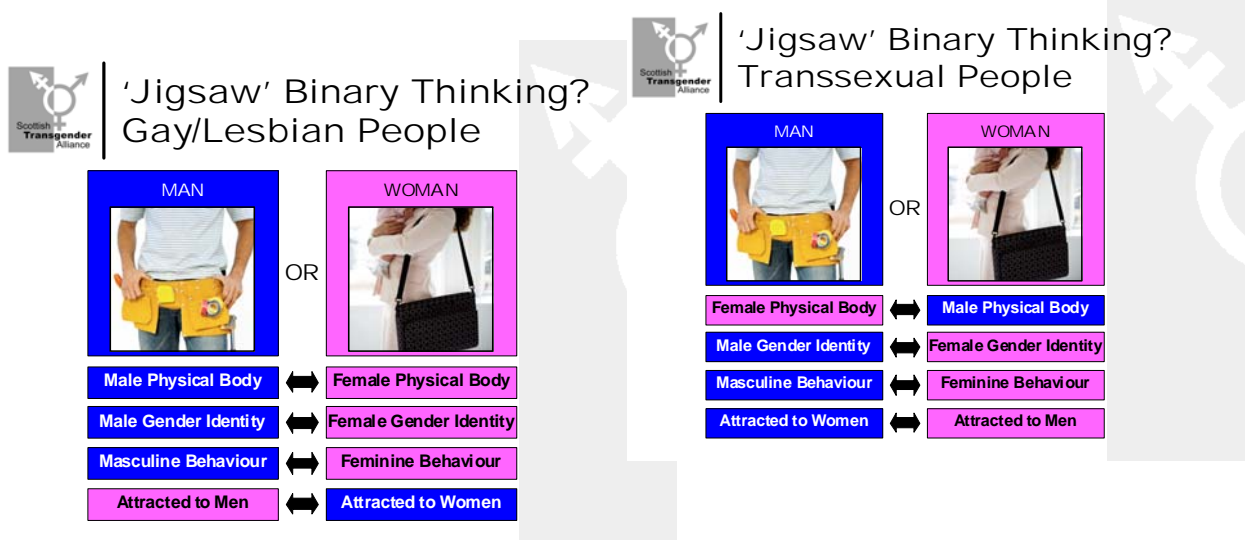 Scottish
Transgender
Alliance
'Jigsaw' Binary Thinking?
Gay/Lesbian People
MAN
OR
WOMAN
Male Physical Body
Female Physical Body
Male Gender Identity
Female Gender Identity
Masculine Behaviour
Feminine Behaviour
Attracted to Men
Attracted to Women
Scottish
Transgender
Alliance
'Jigsaw' Binary Thinking?
Transsexual People
MAN
OR
WOMAN
Female Physical Body
Male Physical Body
Male Gender Identity
Female Gender Identity
Masculine Behaviour
Feminine Behaviour
Attracted to Women
Attracted to Men